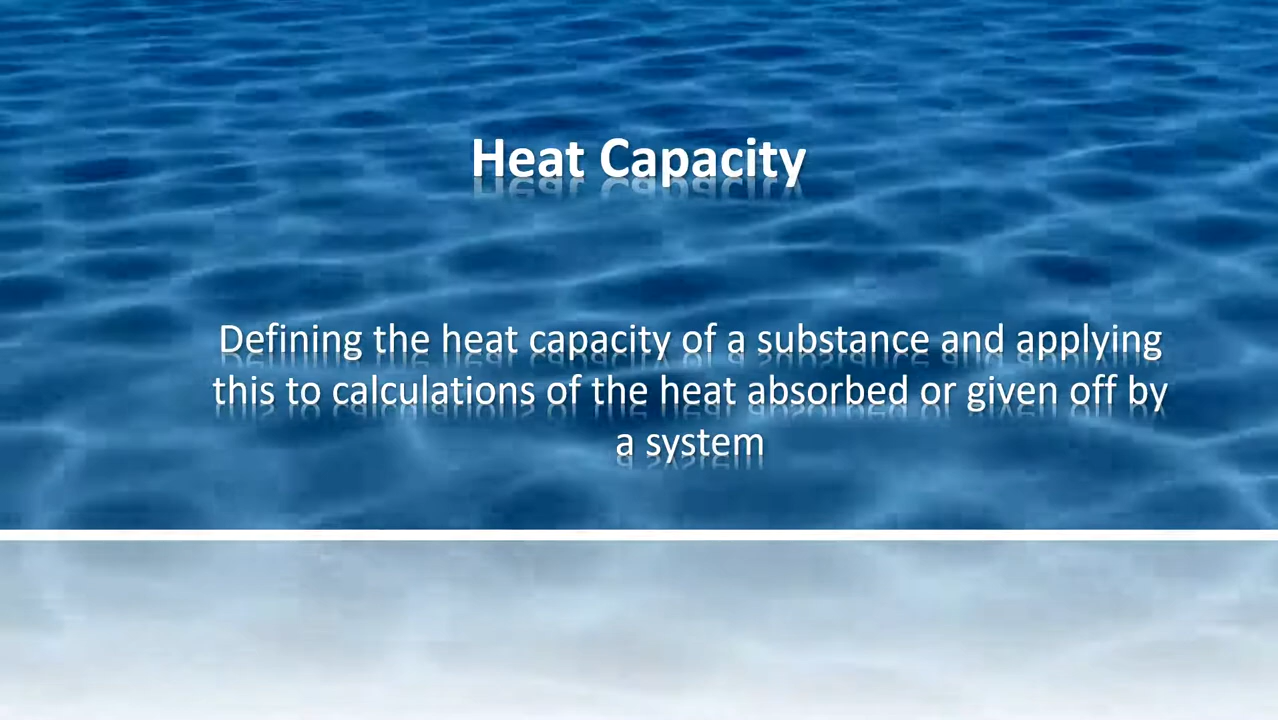 Heat Capacity
Defining the heat capacity of a substance and applying
this to calculations of the heat absorbed or given off by
a system